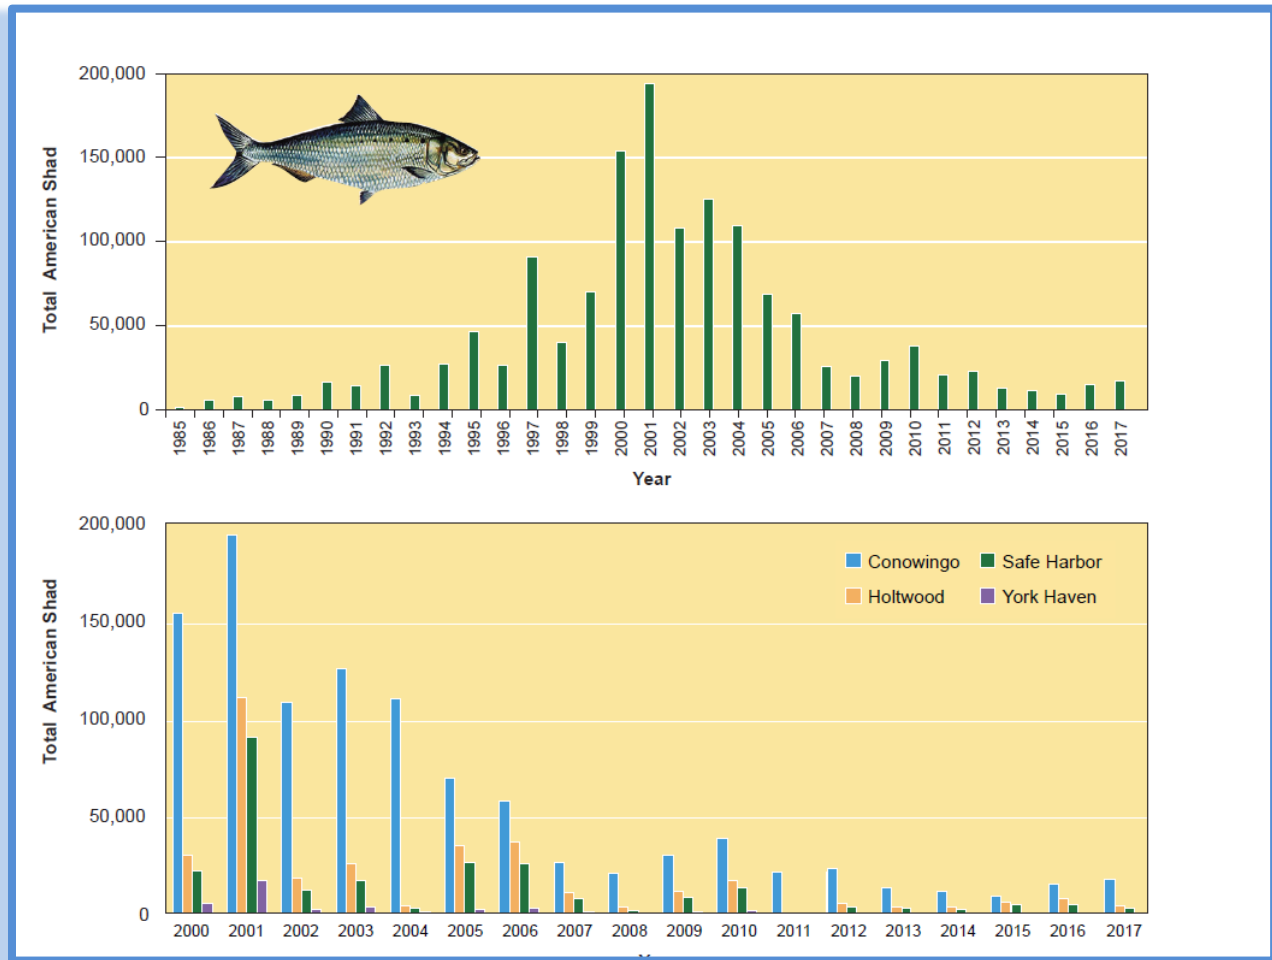 200,000
150,000
100,000
50,000
0
Total American Shad
1985 1986 1987 1988 1989 1990 1991 1992 1993 1994 1995 1996 1997 1998 1999 2000 2001 2002 2003 2004 2005 2006 2007 2008 2009 2010 2011 2012 2013 2014 2015 2016 2017
Year
200,000
150,000
100,000
50,000
0
Total American Shad
Conowingo Safe Harbor
Holtwood York Haven
2000 2001 2002 2003 2004 2005 2006 2007 2008 2009 2010 2011 2012 2013 2014 2015 2016 2017